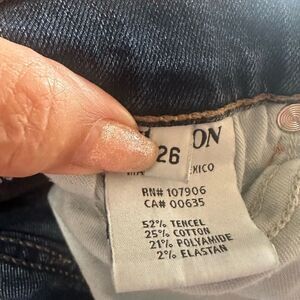 ON
26
XICO
RN# 107906
CA# 00635
52% TENCEL
25% COTTON
21% POLYAMIDE
2% ELASTAN